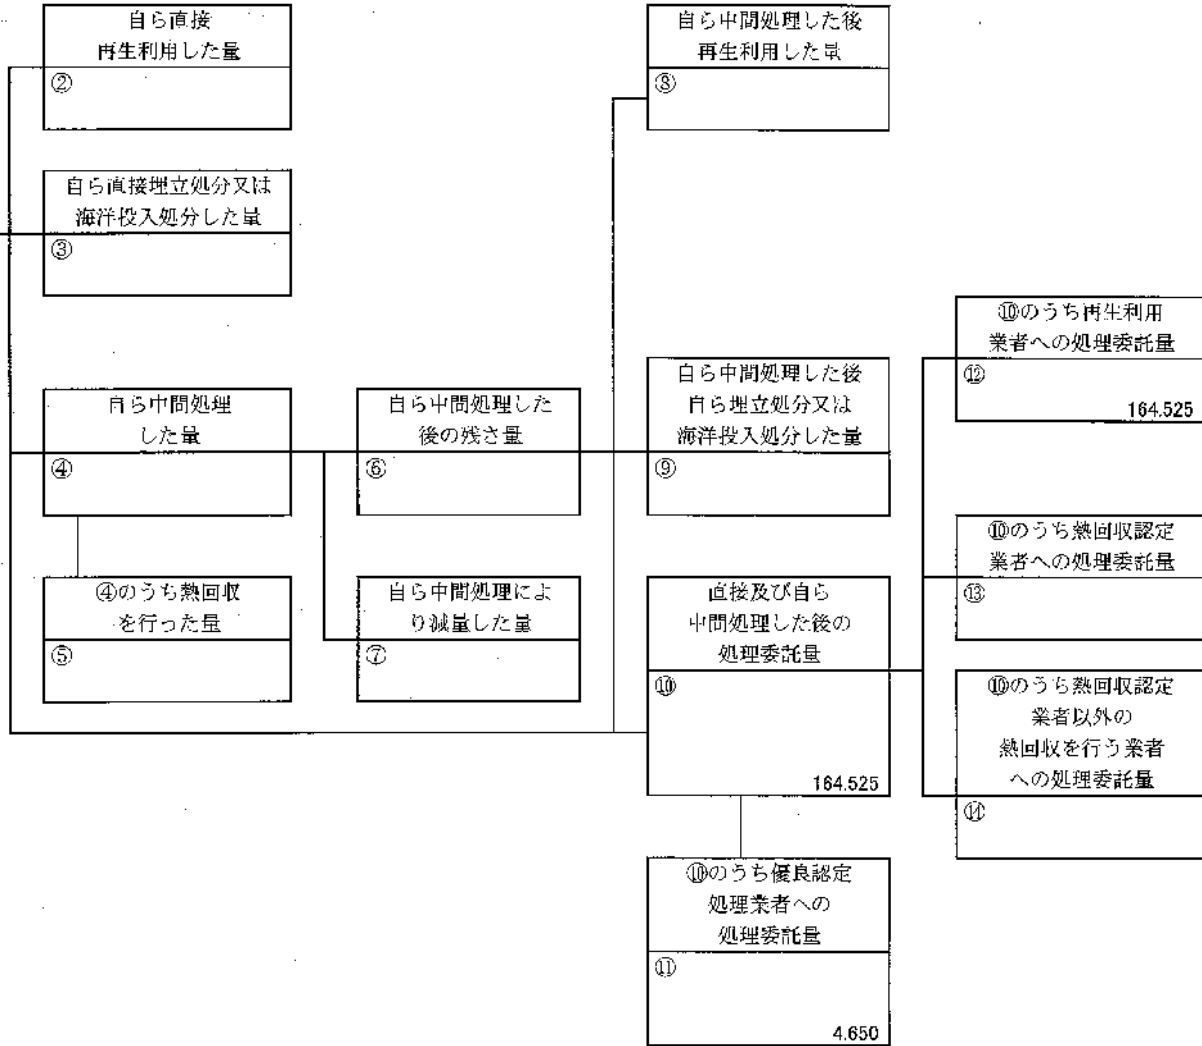 自ら直接
再生利用した量
②
自ら中間処理した後
再生利用した量
⑧
自ら直接埋立処分又は
海洋投入処分した量
③
⑩のうち再生利用
業者への処理委託量
⑫
164.525
自ら中間処理
した量
④
自ら中間処理した
後の残さ量
⑥
自ら中間処理した後
自ら埋立処分又は
海洋投入処分した量
⑨
⑩のうち熱回収認定
業者への処理委託量
⑬
④のうち熱回収
を行った量
⑤
自ら中間処理によ
り減量した量
⑦
直接及び自ら
中間処理した後の
処理委託量
⑩
164.525
⑩のうち熱回収認定
業者以外の
熱回収を行う業者
への処理委託量
⑭
⑩のうち優良認定
処理業者への
処理委託量
⑪
4.650